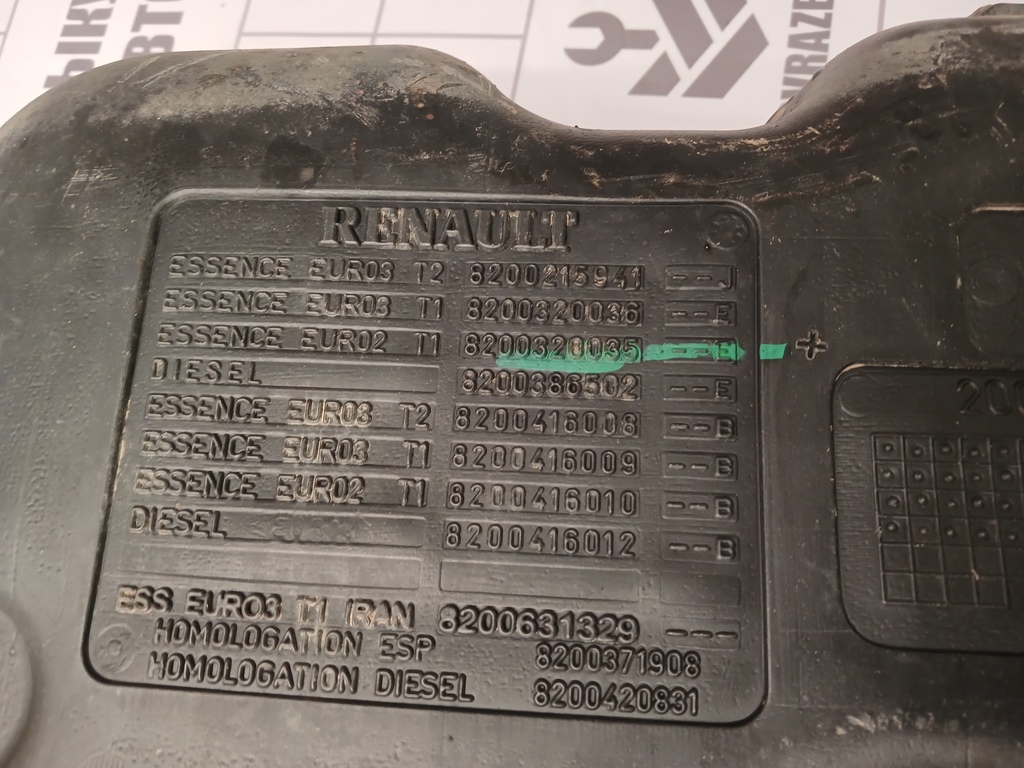 RENAULT
ESSENCE EURO3 T2 8200215941 --J
ESSENCE EURO3 T1 8200320036 --E
ESSENCE EURO2 T1 8200320035 --E
DIESEL 8200386502 --E
ESSENCE EURO3 T2 8200416008 --B
ESSENCE EURO3 T1 8200416009 --B
ESSENCE EURO2 T1 8200416010 --B
DIESEL 8200416012 --B
ESS EURO3 T1 IRAN 8200631329 ---
HOMOLOGATION ESP 8200371908
HOMOLOGATION DIESEL 8200420831